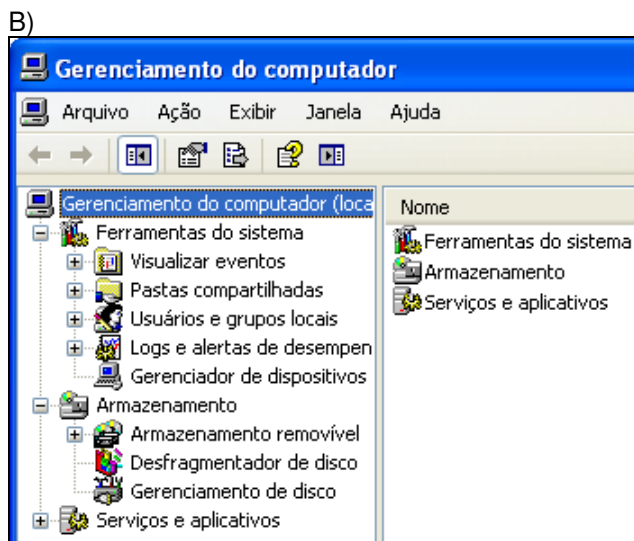 B)
Gerenciamento do computador
Arquivo Ação Exibir Janela Ajuda
Gerenciamento do computador (loca
Ferramentas do sistema
Visualizar eventos
Pastas compartilhadas
Usuários e grupos locais
Logs e alertas de desempen
Gerenciador de dispositivos
Armazenamento
Armazenamento removível
Desfragmentador de disco
Gerenciamento de disco
Serviços e aplicativos
Nome
Ferramentas do sistema
Armazenamento
Serviços e aplicativos